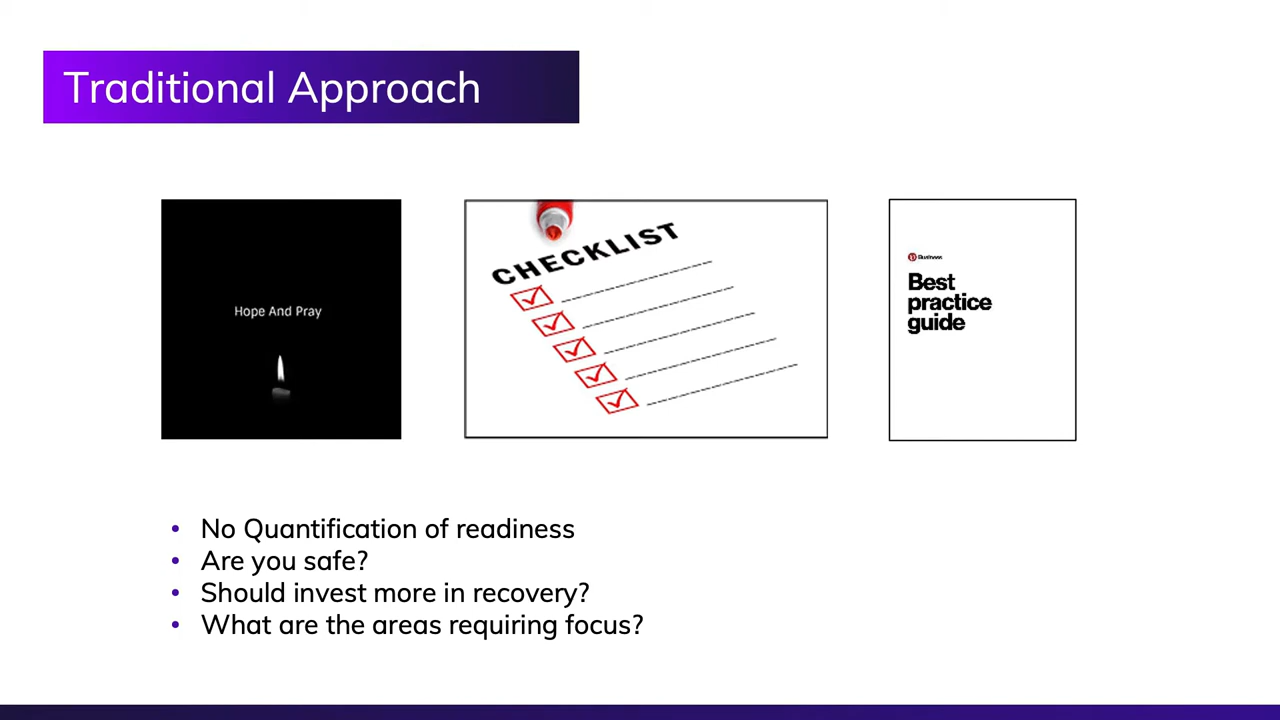 Traditional Approach
Hope And Pray
CHECKLIST
Business
Best
practice
guide
• No Quantification of readiness
• Are you safe?
• Should invest more in recovery?
• What are the areas requiring focus?